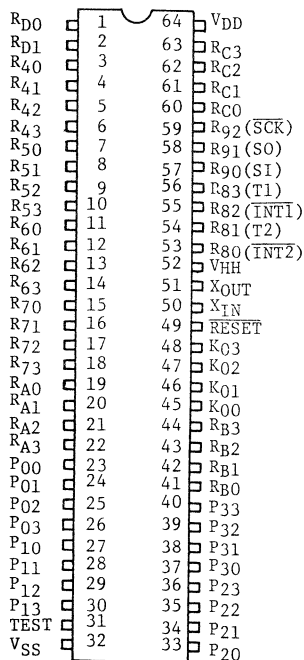 RD0 1 64 VDD
RD1 2 63 RC3
R40 3 62 RC2
R41 4 61 RC1
R42 5 60 RC0
R43 6 59 R92(SCK)
R50 7 58 R91(SO)
R51 8 57 R90(SI)
R52 9 56 R83(T1)
R53 10 55 R82(INT1)
R60 11 54 R81(T2)
R61 12 53 R80(INT2)
R62 13 52 VHH
R63 14 51 XOUT
R70 15 50 XIN
R71 16 49 RESET
R72 17 48 K03
R73 18 47 K02
RA0 19 46 K01
RA1 20 45 K00
RA2 21 44 RB3
RA3 22 43 RB2
P00 23 42 RB1
P01 24 41 RB0
P02 25 40 P33
P03 26 39 P32
P10 27 38 P31
P11 28 37 P30
P12 29 36 P23
P13 30 35 P22
TEST 31 34 P21
VSS 32 33 P20